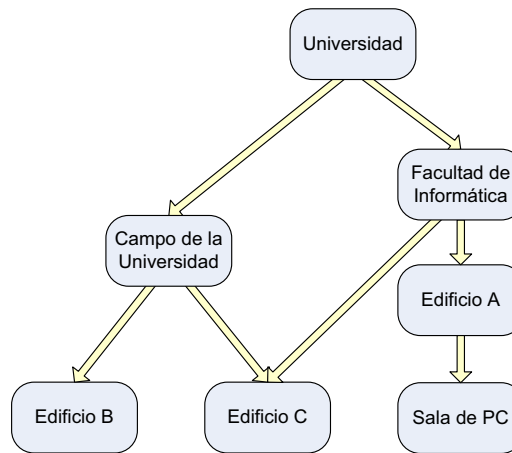 Universidad
Facultad de
Informática
Campo de la
Universidad
Edificio A
Edificio B
Edificio C
Sala de PC